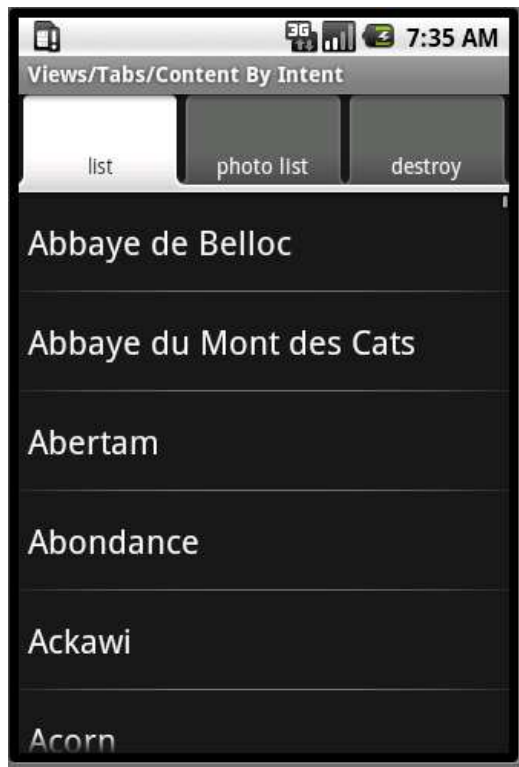 3G 7:35 AM
Views/Tabs/Content By Intent
list photo list destroy
Abbaye de Belloc
Abbaye du Mont des Cats
Abertam
Abondance
Ackawi
Acorn